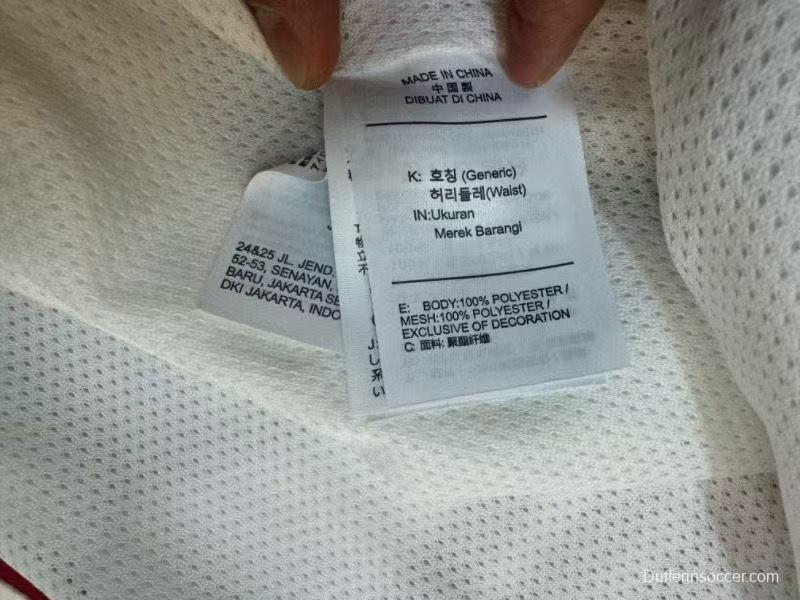 MADE IN CHINA
中国製
DIBUAT DI CHINA
K: 호칭 (Generic)
허리둘레(Waist)
IN:Ukuran
Merek Barangi
E: BODY:100% POLYESTER /
MESH:100% POLYESTER /
EXCLUSIVE OF DECORATION
C: 面料: 聚酯纤维
24&25 JL. JEND.
52-53, SENAYAN,
BARU, JAKARTA SE
DKI JAKARTA, INDO
Dufferinsoccer.com